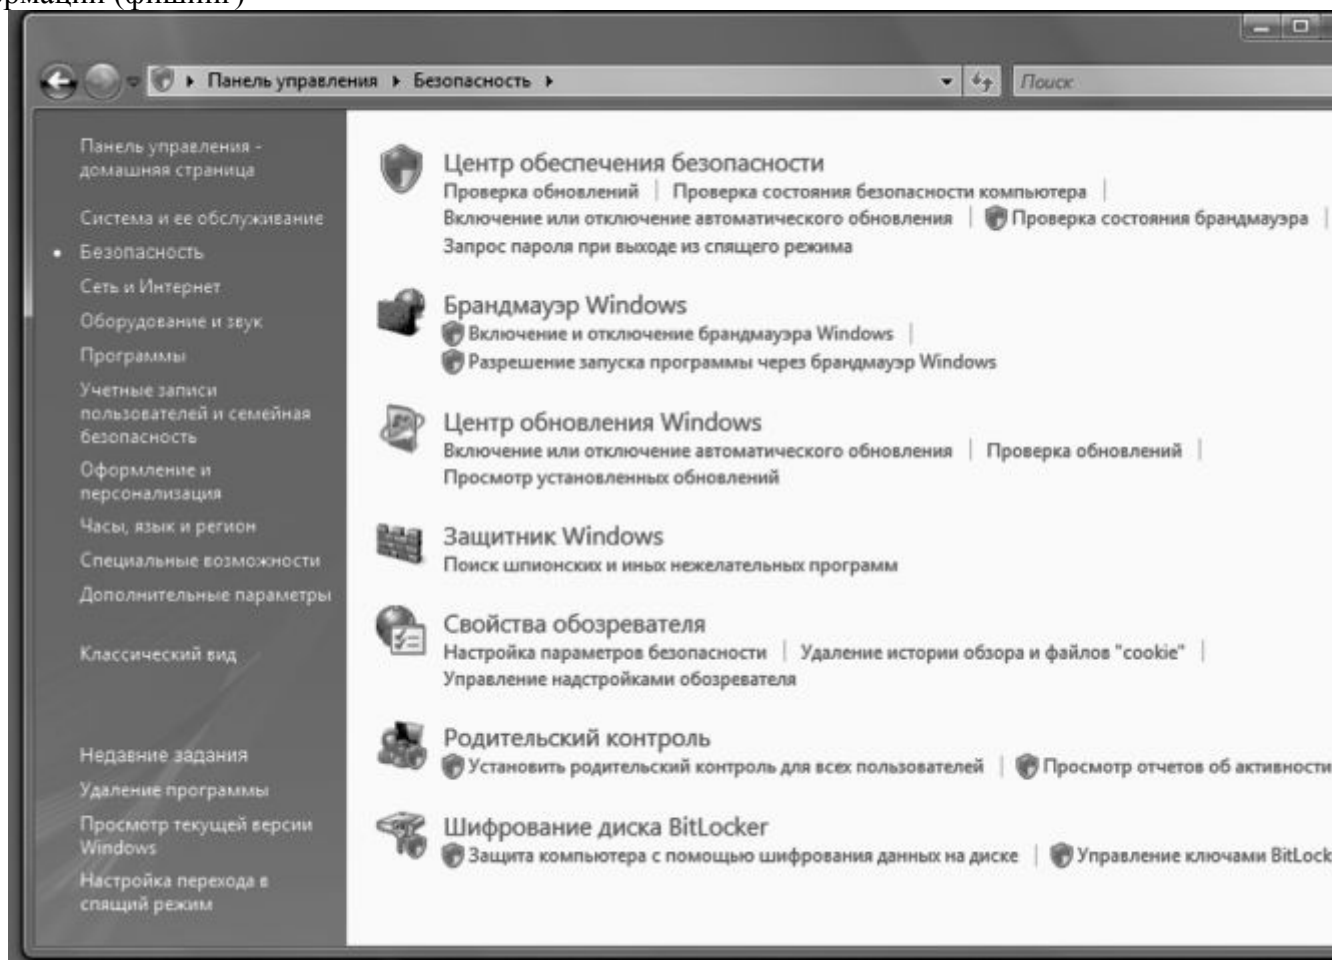 ормации (фишинг)
Панель управления ▸ Безопасность ▸
Поиск
Панель управления -
домашняя страница
Система и ее обслуживание
• Безопасность
Сеть и Интернет
Оборудование и звук
Программы
Учетные записи
пользователей и семейная
безопасность
Оформление и
персонализация
Часы, язык и регион
Специальные возможности
Дополнительные параметры
Классический вид
Недавние задания
Удаление программы
Просмотр текущей версии
Windows
Настройка перехода в
спящий режим
Центр обеспечения безопасности
Проверка обновлений | Проверка состояния безопасности компьютера |
Включение или отключение автоматического обновления | Проверка состояния брандмауэра |
Запрос пароля при выходе из спящего режима
Брандмауэр Windows
Включение и отключение брандмауэра Windows |
Разрешение запуска программы через брандмауэр Windows
Центр обновления Windows
Включение или отключение автоматического обновления | Проверка обновлений |
Просмотр установленных обновлений
Защитник Windows
Поиск шпионских и иных нежелательных программ
Свойства обозревателя
Настройка параметров безопасности | Удаление истории обзора и файлов "cookie" |
Управление надстройками обозревателя
Родительский контроль
Установить родительский контроль для всех пользователей | Просмотр отчетов об активности
Шифрование диска BitLocker
Защита компьютера с помощью шифрования данных на диске | Управление ключами BitLock